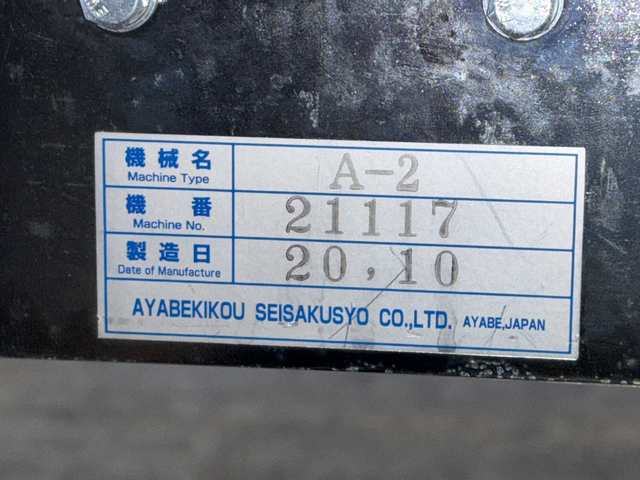 機械名 A-2
Machine Type
機番 21117
Machine No.
製造日 20,10
Date of Manufacture
AYABEKIKOU SEISAKUSYO CO.,LTD. AYABE,JAPAN